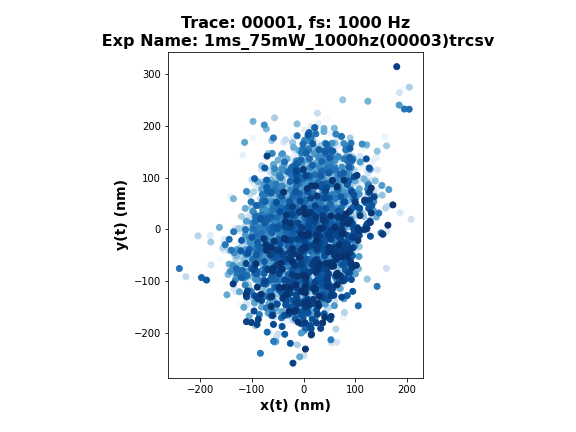 Trace: 00001, fs: 1000 Hz
Exp Name: 1ms_75mW_1000hz(00003)trcsv
300
200
100
0
−100
−200
y(t) (nm)
−200 −100 0 100 200
x(t) (nm)